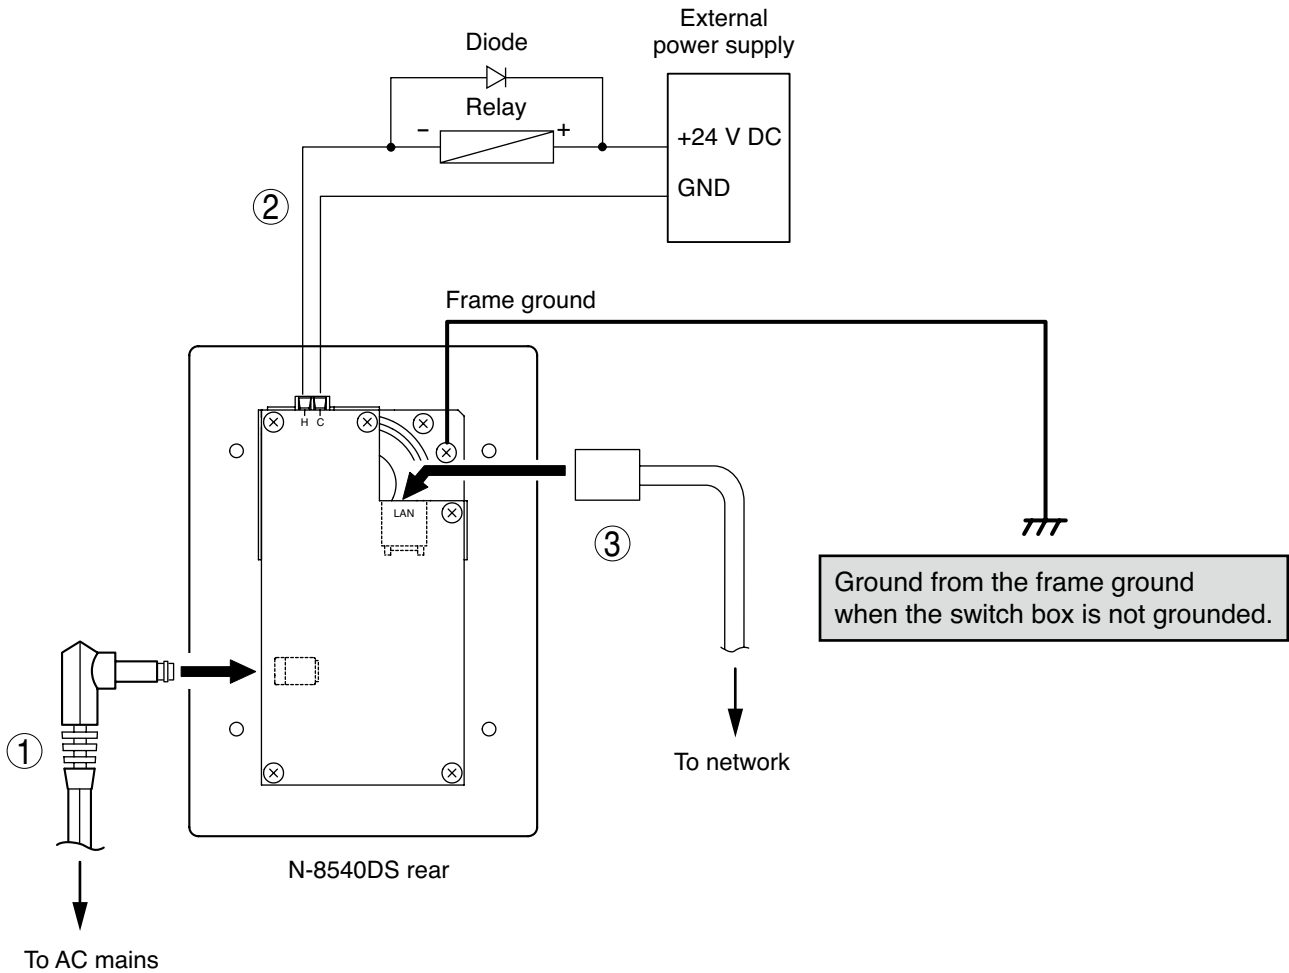 External
power supply
Diode
Relay
− +
+24 V DC
GND
②
Frame ground
H C
LAN
③
Ground from the frame ground
when the switch box is not grounded.
①
To network
N-8540DS rear
To AC mains